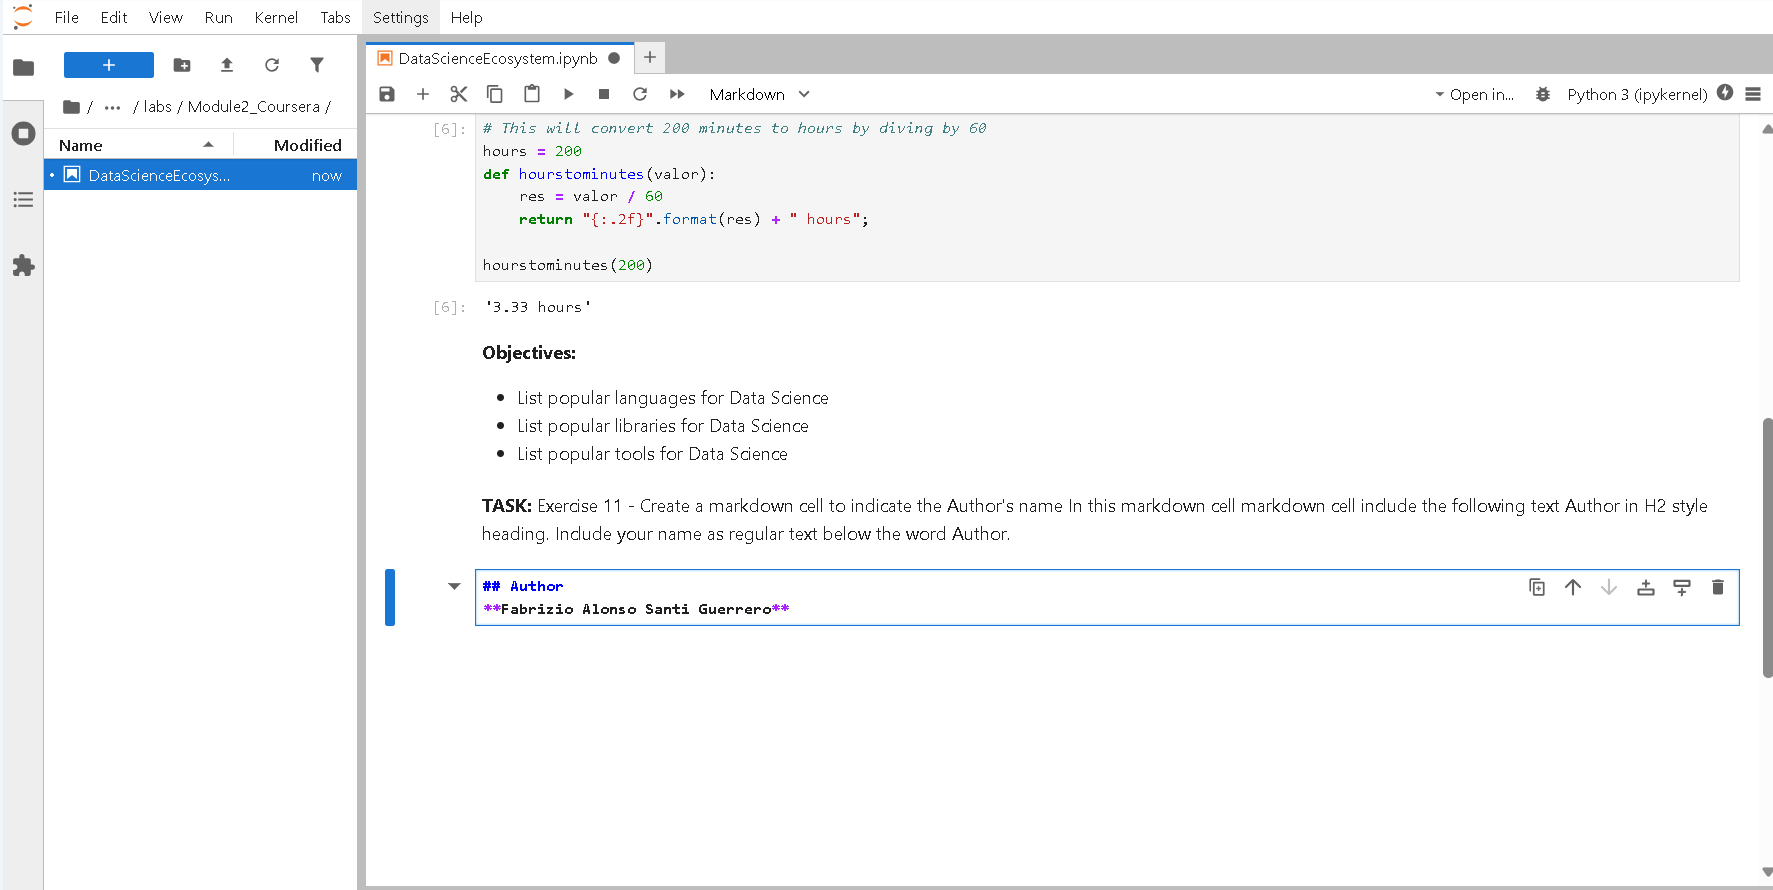 File Edit View Run Kernel Tabs Settings Help
+
/ ··· / labs / Module2_Coursera /
Name Modified
DataScienceEcosys... now
DataScienceEcosystem.ipynb
Markdown
Open in...
Python 3 (ipykernel)
[6]: # This will convert 200 minutes to hours by diving by 60
hours = 200
def hourstominutes(valor):
    res = valor / 60
    return "{:.2f}".format(res) + " hours";
hourstominutes(200)
[6]: '3.33 hours'
Objectives:
• List popular languages for Data Science
• List popular libraries for Data Science
• List popular tools for Data Science
TASK: Exercise 11 - Create a markdown cell to indicate the Author's name In this markdown cell markdown cell include the following text Author in H2 style
heading. Include your name as regular text below the word Author.
## Author
**Fabrizio Alonso Santi Guerrero**